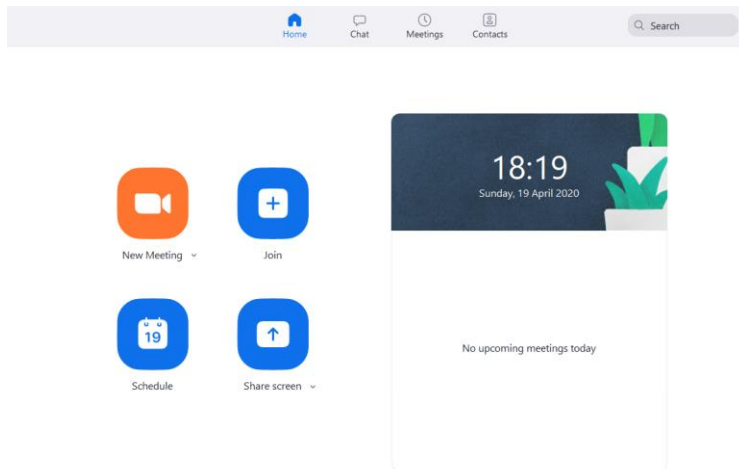 Home
Chat
Meetings
Contacts
Search
18:19
Sunday, 19 April 2020
New Meeting
Join
19
Schedule
Share screen
No upcoming meetings today